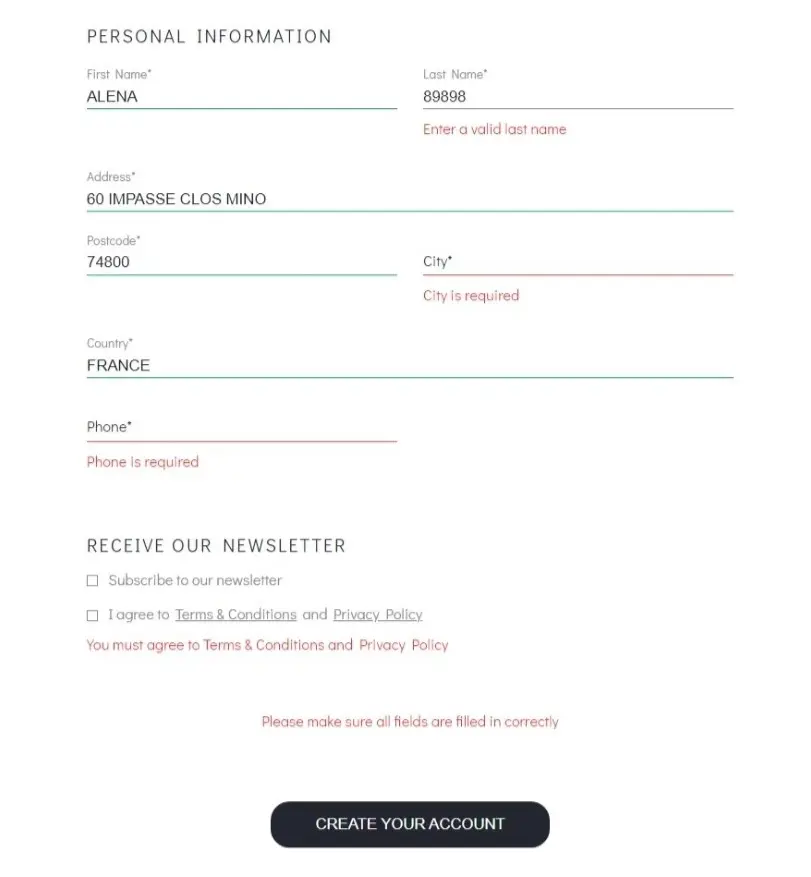 PERSONAL INFORMATION
First Name* Last Name*
ALENA 89898
Enter a valid last name
Address*
60 IMPASSE CLOS MINO
Postcode*
74800 City*
City is required
Country*
FRANCE
Phone*
Phone is required
RECEIVE OUR NEWSLETTER
Subscribe to our newsletter
I agree to Terms & Conditions and Privacy Policy
You must agree to Terms & Conditions and Privacy Policy
Please make sure all fields are filled in correctly
CREATE YOUR ACCOUNT